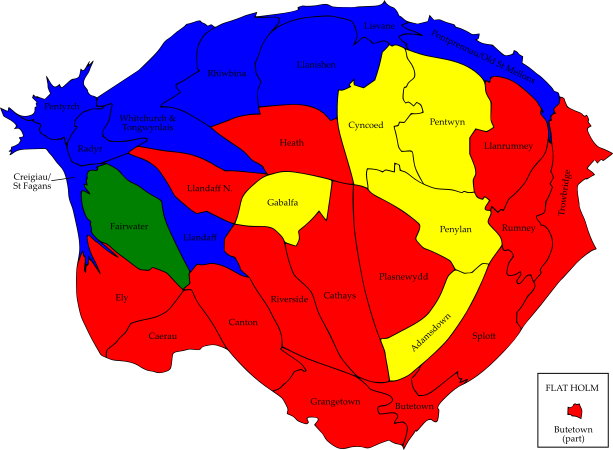 Lisvane
Pontprennau/Old St. Mellons
Llanishen
Rhiwbina
Pentyrch
Whitchurch &
Tongwynlais
Cyncoed
Pentwyn
Radyr
Heath
Llanrumney
Creigiau/
St Fagans
Llandaff N.
Trowbridge
Gabalfa
Fairwater
Llandaff
Penylan
Rumney
Plasnewydd
Ely
Riverside
Cathays
Caerau
Canton
Adamsdown
Splott
Grangetown
Butetown
FLAT HOLM
Butetown
(part)